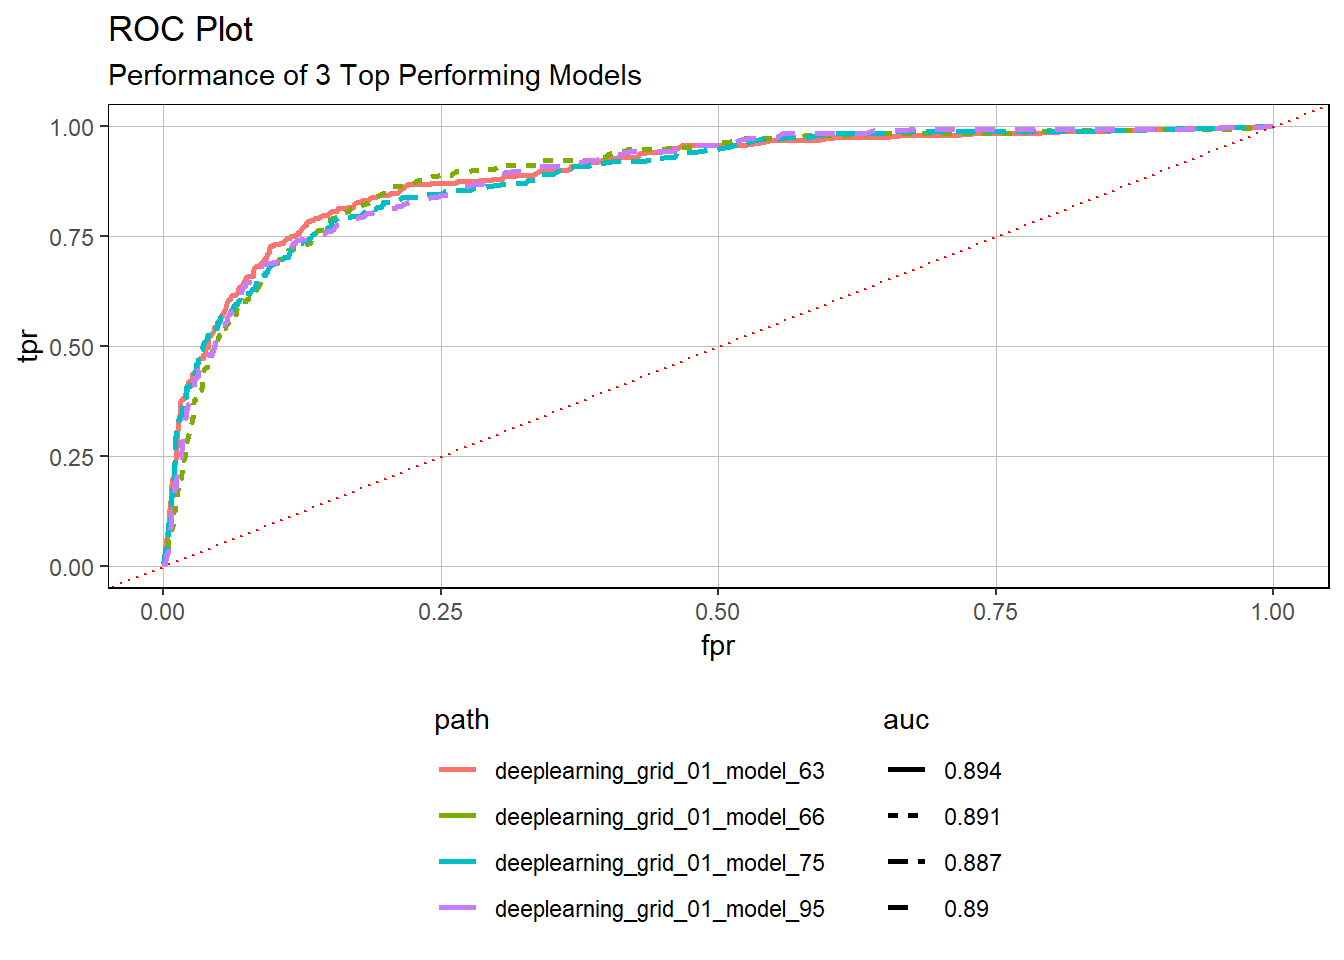 ROC Plot
Performance of 3 Top Performing Models
1.00
0.75
0.50
0.25
0.00
tpr
0.00 0.25 0.50 0.75 1.00
fpr
path
deeplearning_grid_01_model_63
deeplearning_grid_01_model_66
deeplearning_grid_01_model_75
deeplearning_grid_01_model_95
auc
0.894
0.891
0.887
0.89